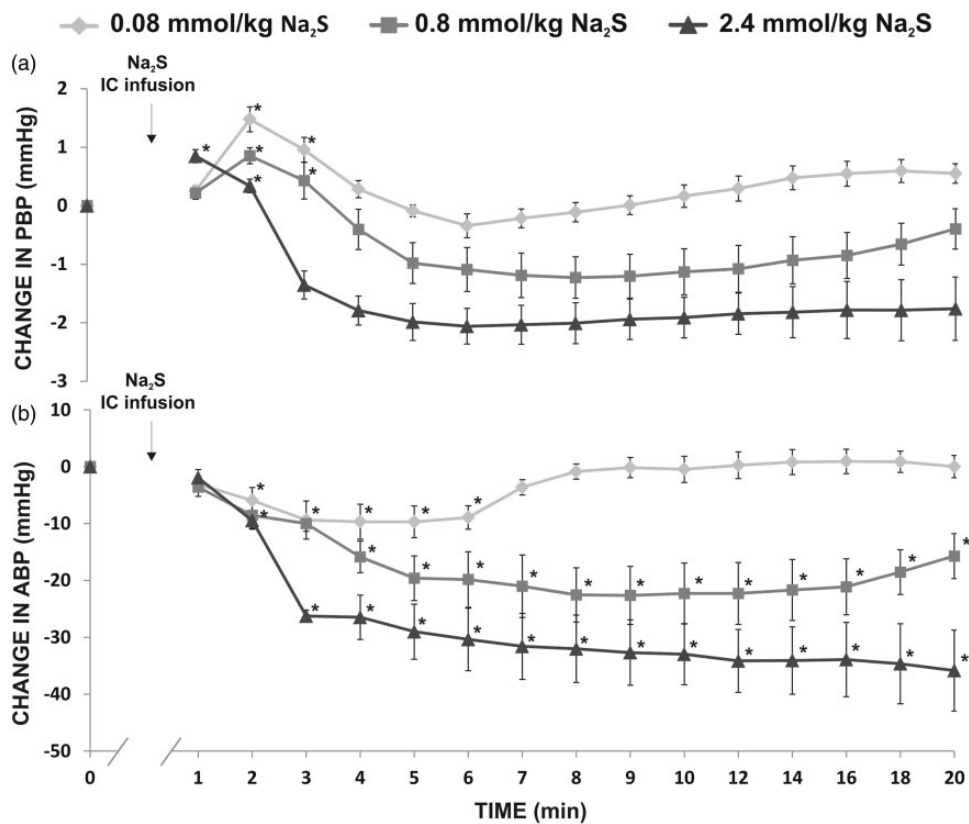 0.08 mmol/kg Na₂S 0.8 mmol/kg Na₂S 2.4 mmol/kg Na₂S
(a)
Na₂S
IC infusion
CHANGE IN PBP (mmHg)
2
1
0
-1
-2
-3
* * * * * *
(b)
Na₂S
IC infusion
CHANGE IN ABP (mmHg)
10
0
-10
-20
-30
-40
-50
* * * * * * * * * * * * * * * * * * * * * * * * * * * * * *
0 1 2 3 4 5 6 7 8 9 10 12 14 16 18 20
TIME (min)